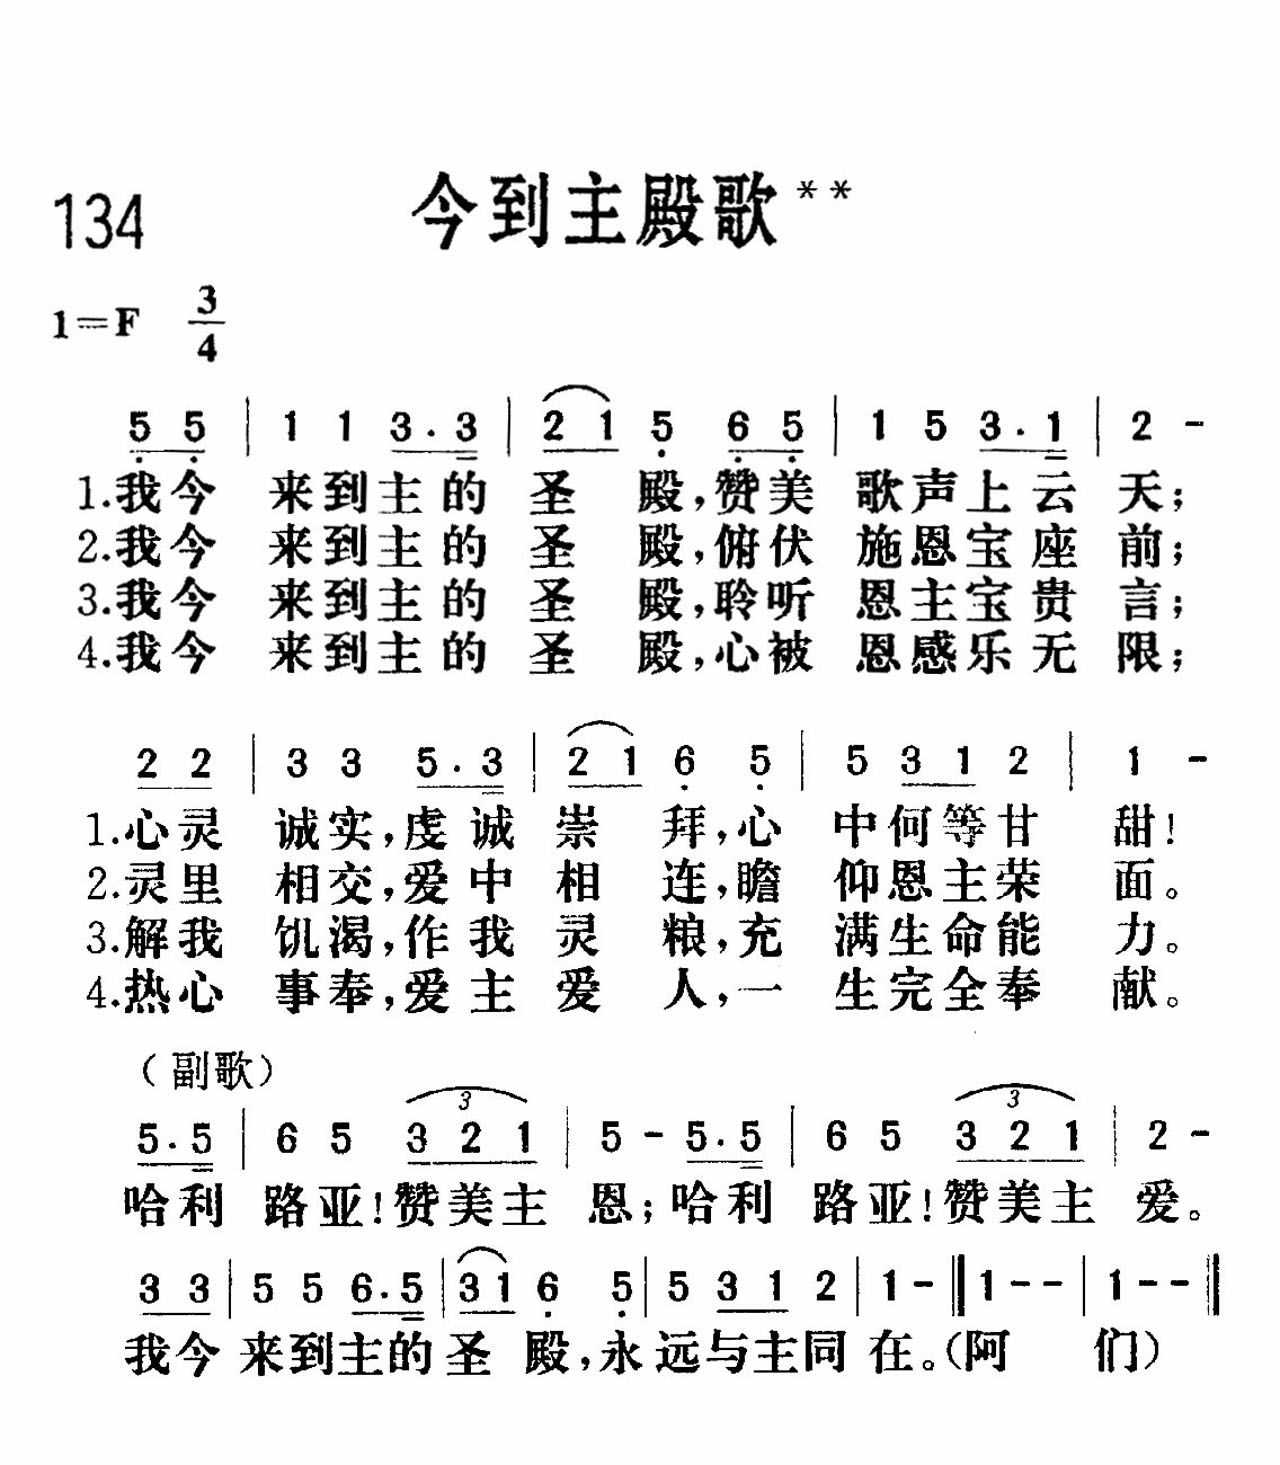 134 今到主殿歌**
1=F 3/4
5 5 | 1 1 3.3 | 2 1 5 6 5 | 1 5 3.1 | 2 -
1.我今 来到主的 圣 殿,赞美 歌声上云 天;
2.我今 来到主的 圣 殿,俯伏 施恩宝座 前;
3.我今 来到主的 圣 殿,聆听 恩主宝贵 言;
4.我今 来到主的 圣 殿,心被 恩感乐无 限;
2 2 | 3 3 5.3 | 2 1 6 5 | 5 3 1 2 | 1 -
1.心灵 诚实,虔诚 崇 拜,心 中何等甘 甜!
2.灵里 相交,爱中 相 连,瞻 仰恩主荣 面。
3.解我 饥渴,作我 灵 粮,充 满生命能 力。
4.热心 事奉,爱主 爱 人,一 生完全奉 献。
(副歌)
3 3
5.5 | 6 5 3 2 1 | 5 - 5.5 | 6 5 3 2 1 | 2 -
哈利 路亚!赞美主 恩;哈利 路亚!赞美主 爱。
3 3 | 5 5 6.5 | 3 1 6 5 | 5 3 1 2 | 1 - ‖ 1 - - | 1 - - ‖
我今 来到主的 圣 殿,永 远与主同 在。(阿 们)